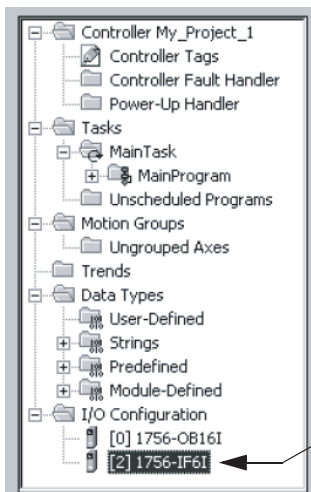 Controller My_Project_1
Controller Tags
Controller Fault Handler
Power-Up Handler
Tasks
MainTask
MainProgram
Unscheduled Programs
Motion Groups
Ungrouped Axes
Trends
Data Types
User-Defined
Strings
Predefined
Module-Defined
I/O Configuration
[0] 1756-OB16I
[2] 1756-IF6I